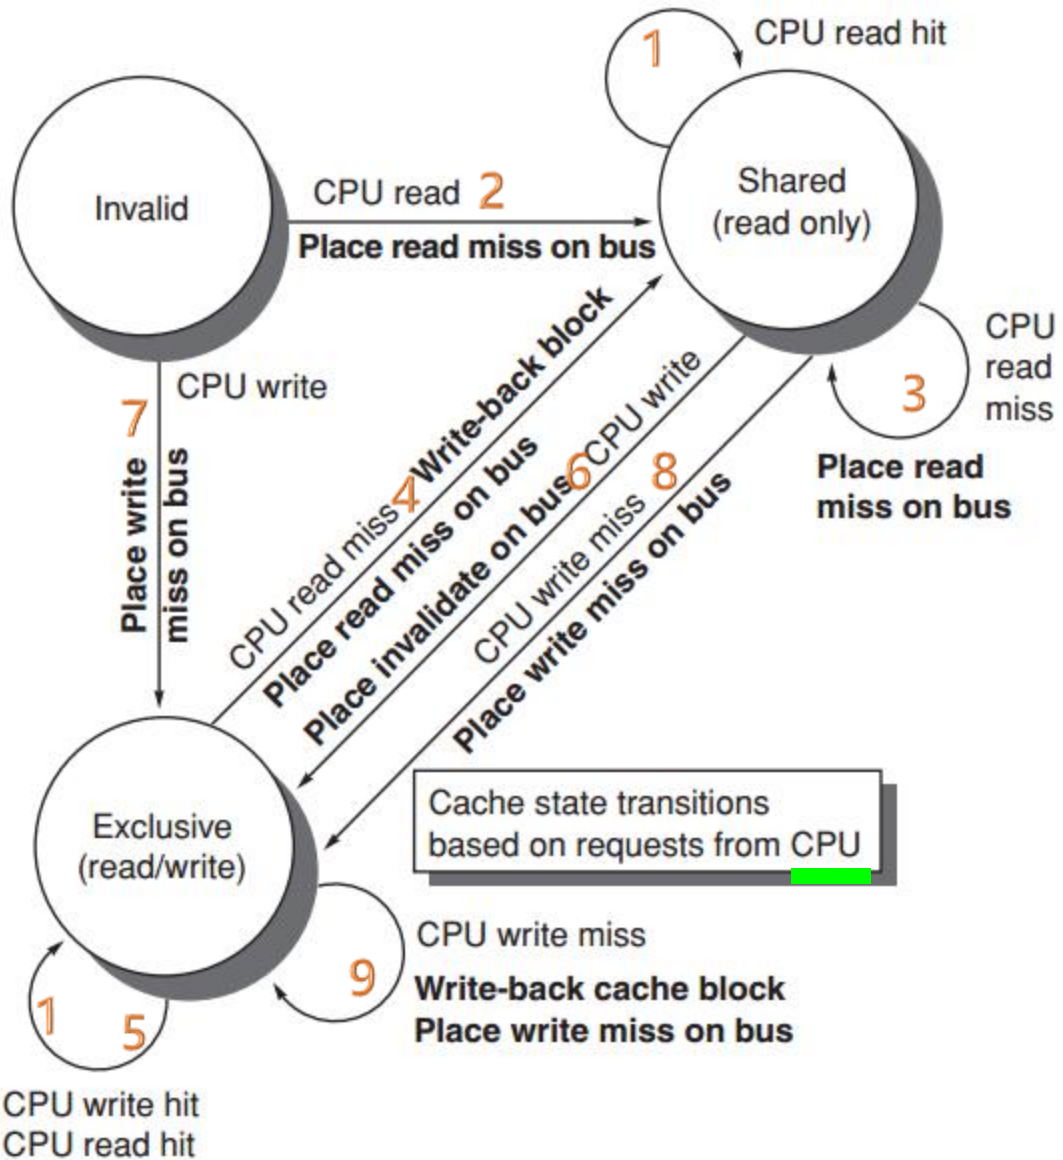 1
CPU read hit
Invalid
CPU read 2
Place read miss on bus
Shared
(read only)
CPU
read
miss
3
Place read
miss on bus
CPU write
7
Place write
miss on bus
CPU read miss 4 Write-back block
Place read miss on bus
Place invalidate on bus 6 CPU write
CPU write miss 8
Place write miss on bus
Cache state transitions
based on requests from CPU
Exclusive
(read/write)
CPU write miss
9
Write-back cache block
Place write miss on bus
1
5
CPU write hit
CPU read hit